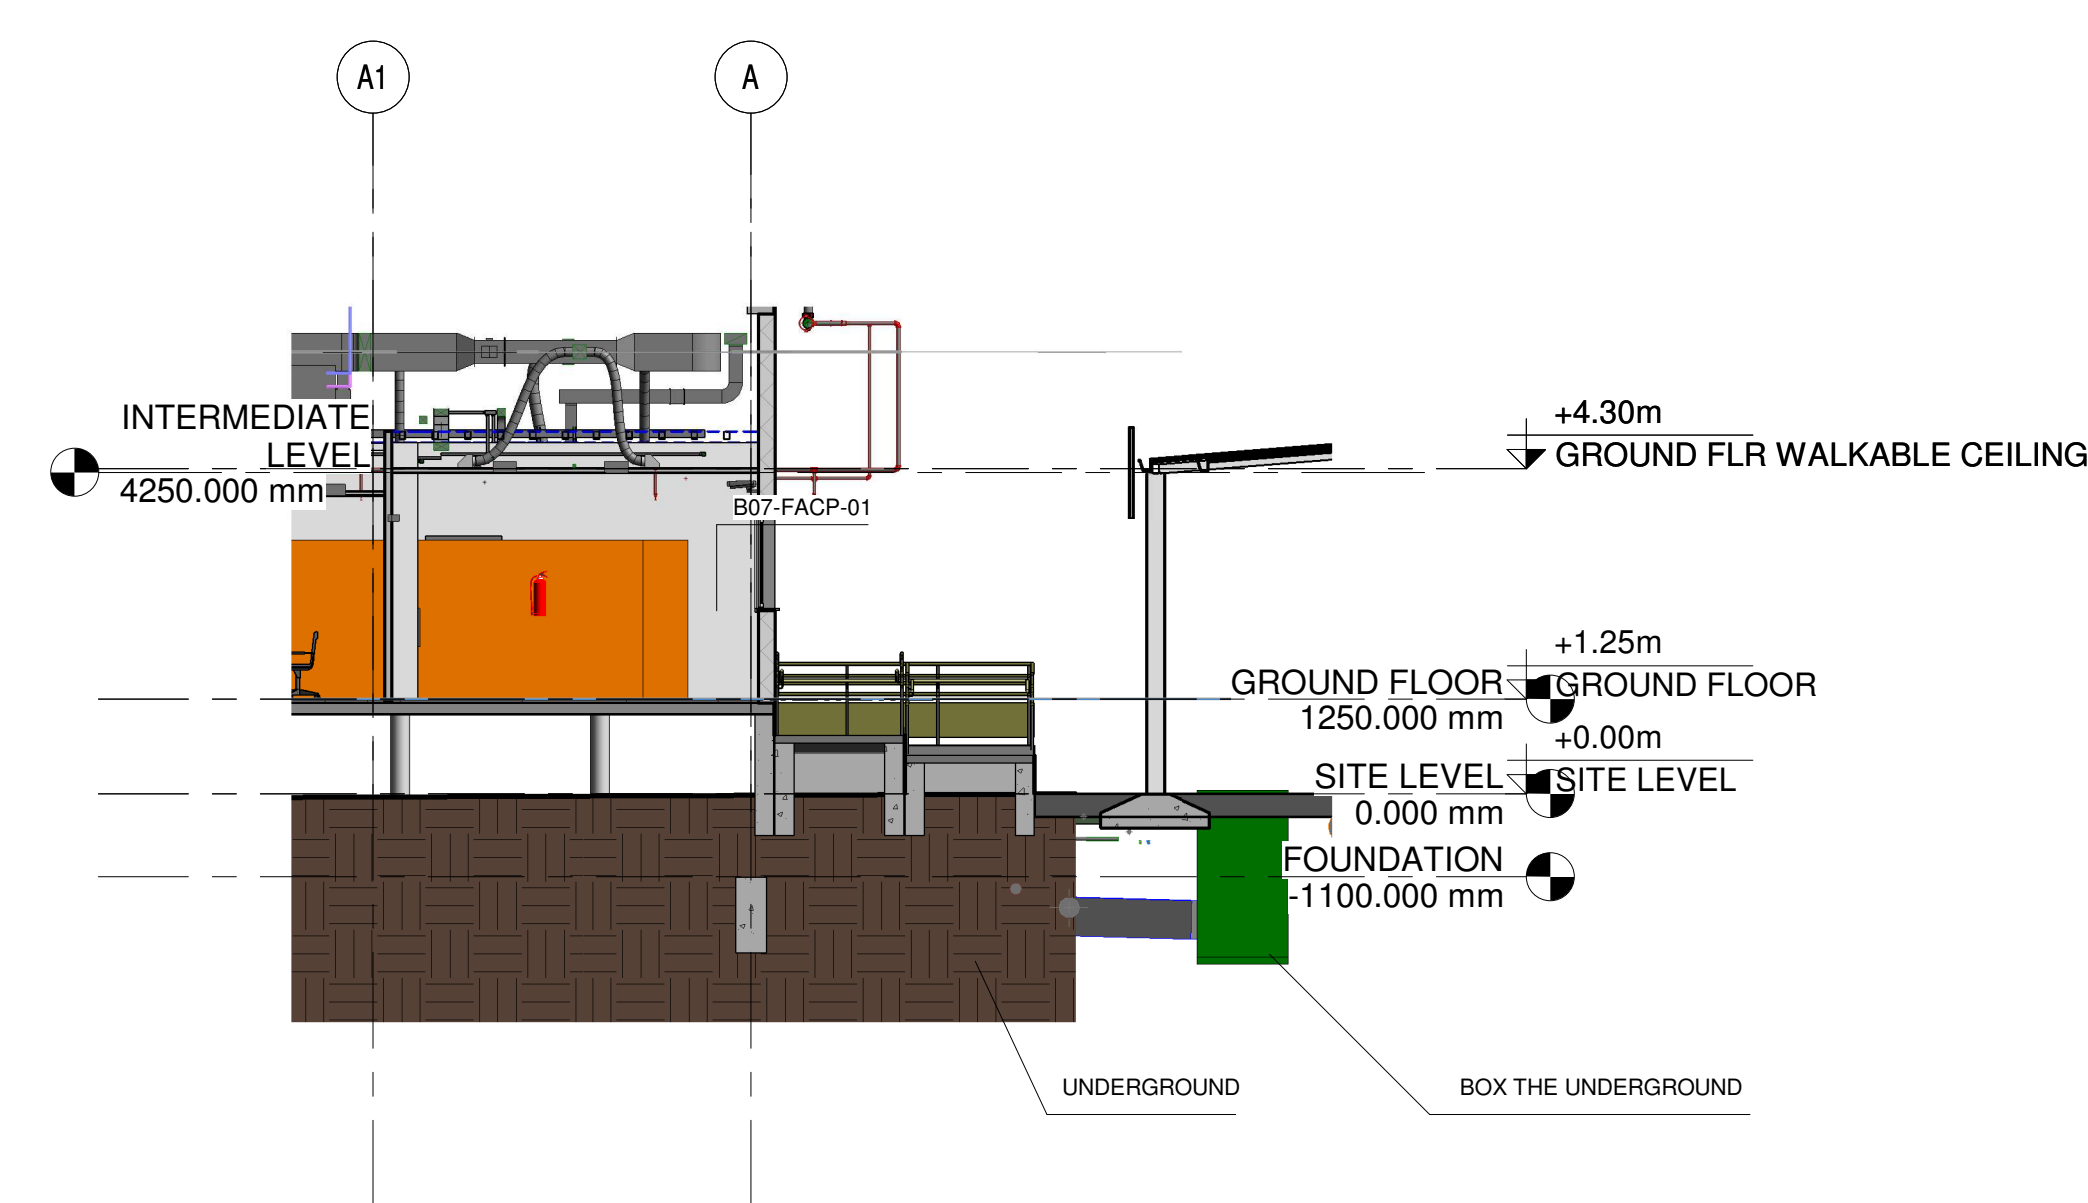 A1
A
INTERMEDIATE
LEVEL
4250.000 mm
B07-FACP-01
+4.30m
GROUND FLR WALKABLE CEILING
+1.25m
GROUND FLOOR
GROUND FLOOR
1250.000 mm
+0.00m
SITE LEVEL
SITE LEVEL
0.000 mm
FOUNDATION
-1100.000 mm
UNDERGROUND
BOX THE UNDERGROUND